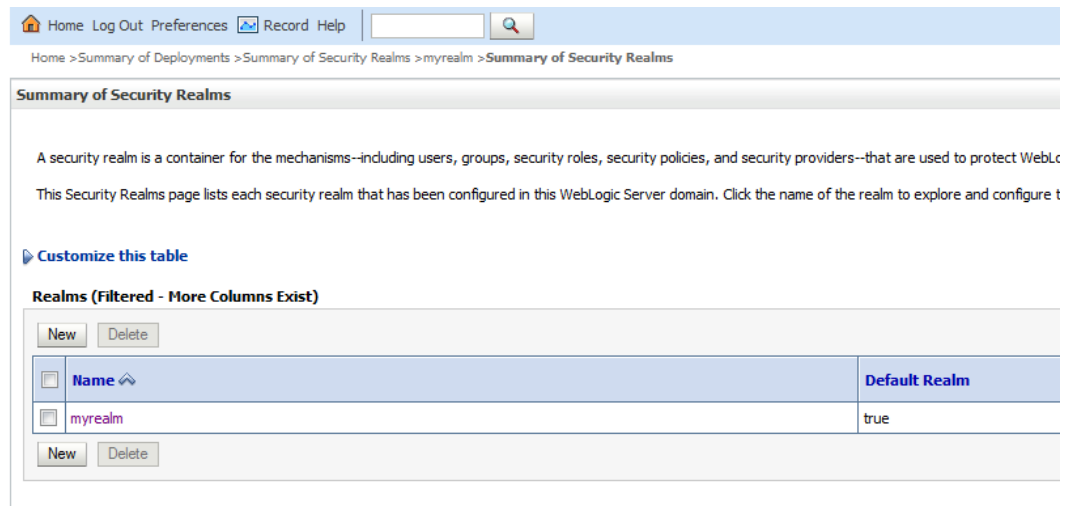 Home Log Out Preferences Record Help
Home >Summary of Deployments >Summary of Security Realms >myrealm >Summary of Security Realms
Summary of Security Realms
A security realm is a container for the mechanisms--including users, groups, security roles, security policies, and security providers--that are used to protect
This Security Realms page lists each security realm that has been configured in this WebLogic Server domain. Click the name of the realm to explore and configure
Customize this table
Realms (Filtered - More Columns Exist)
New Delete
Name Default Realm
myrealm true
New Delete